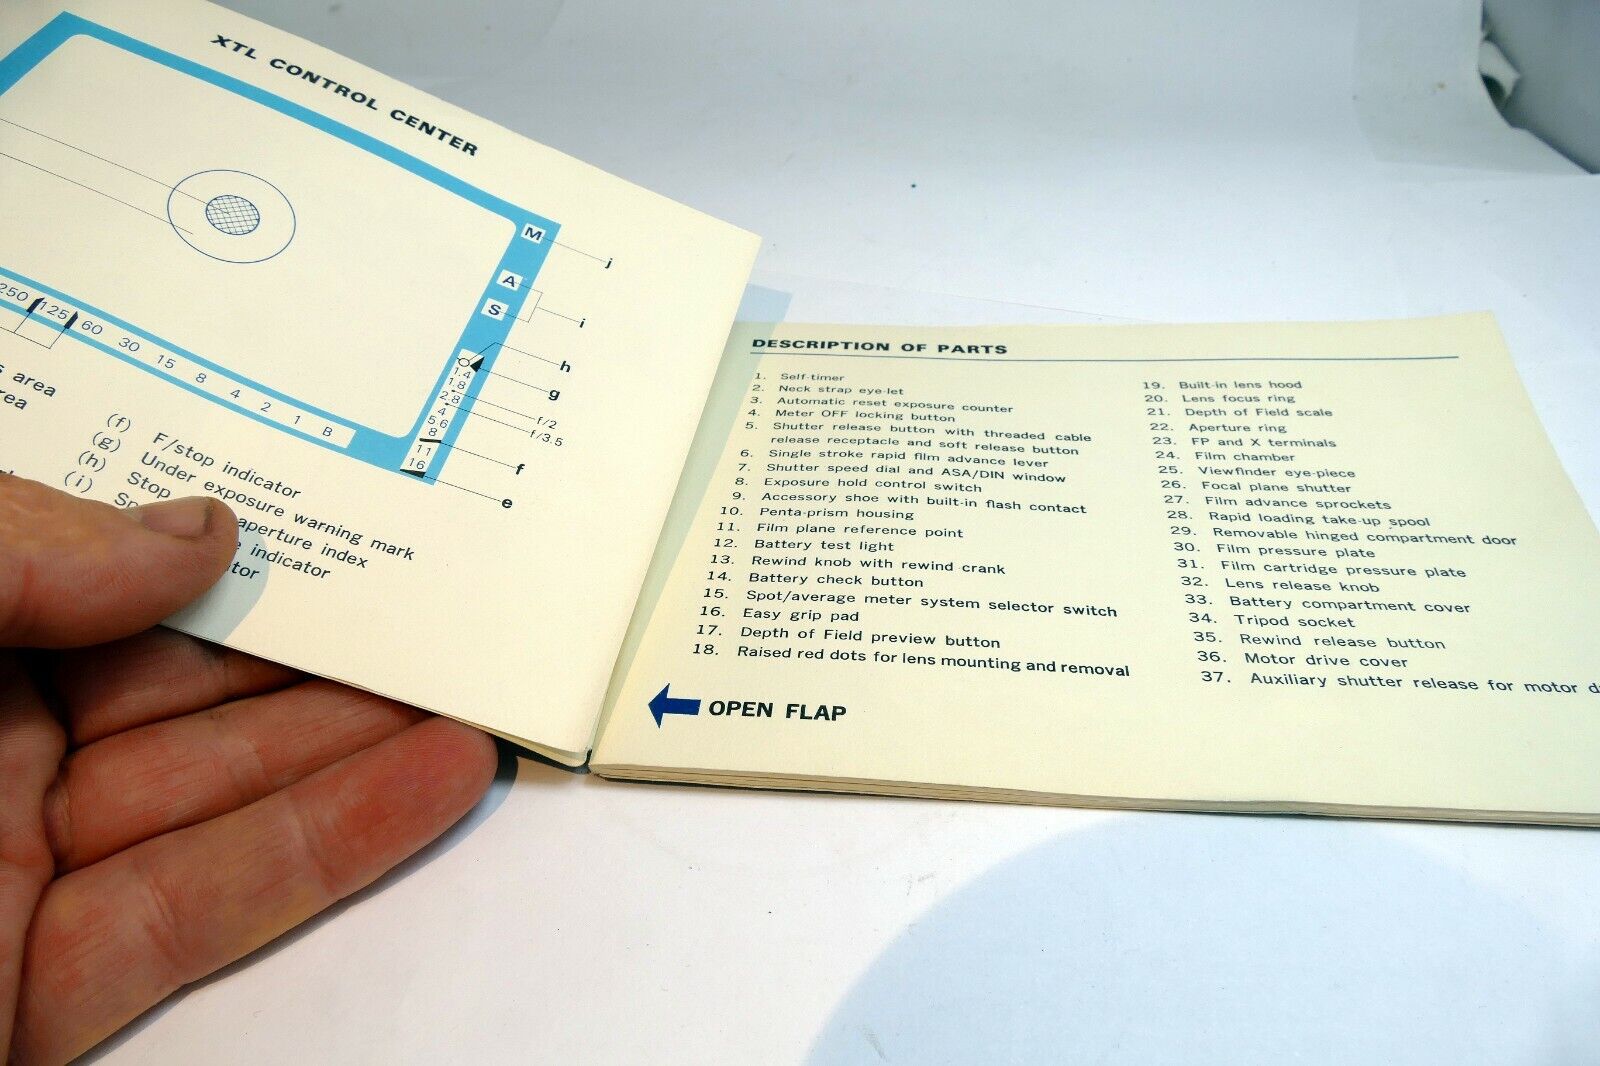 XTL CONTROL CENTER
M
j
A
S
i
h
g
1.4
1.8
2.8
4
5.6
8
11
16
f/2
f/3.5
f
e
250 125 60 30 15 8 4 2 1 B
area
(f) F/stop indicator
(g) Under exposure warning mark
(h) Stop aperture index
(i) indicator
DESCRIPTION OF PARTS
1. Self-timer
2. Neck strap eye-let
3. Automatic reset exposure counter
4. Meter OFF locking button
5. Shutter release button with threaded cable
release receptacle and soft release button
6. Single stroke rapid film advance lever
7. Shutter speed dial and ASA/DIN window
8. Exposure hold control switch
9. Accessory shoe with built-in flash contact
10. Penta-prism housing
11. Film plane reference point
12. Battery test light
13. Rewind knob with rewind crank
14. Battery check button
15. Spot/average meter system selector switch
16. Easy grip pad
17. Depth of Field preview button
18. Raised red dots for lens mounting and removal
19. Built-in lens hood
20. Lens focus ring
21. Depth of Field scale
22. Aperture ring
23. FP and X terminals
24. Film chamber
25. Viewfinder eye-piece
26. Focal plane shutter
27. Film advance sprockets
28. Rapid loading take-up spool
29. Removable hinged compartment door
30. Film pressure plate
31. Film cartridge pressure plate
32. Lens release knob
33. Battery compartment cover
34. Tripod socket
35. Rewind release button
36. Motor drive cover
37. Auxiliary shutter release for motor
OPEN FLAP